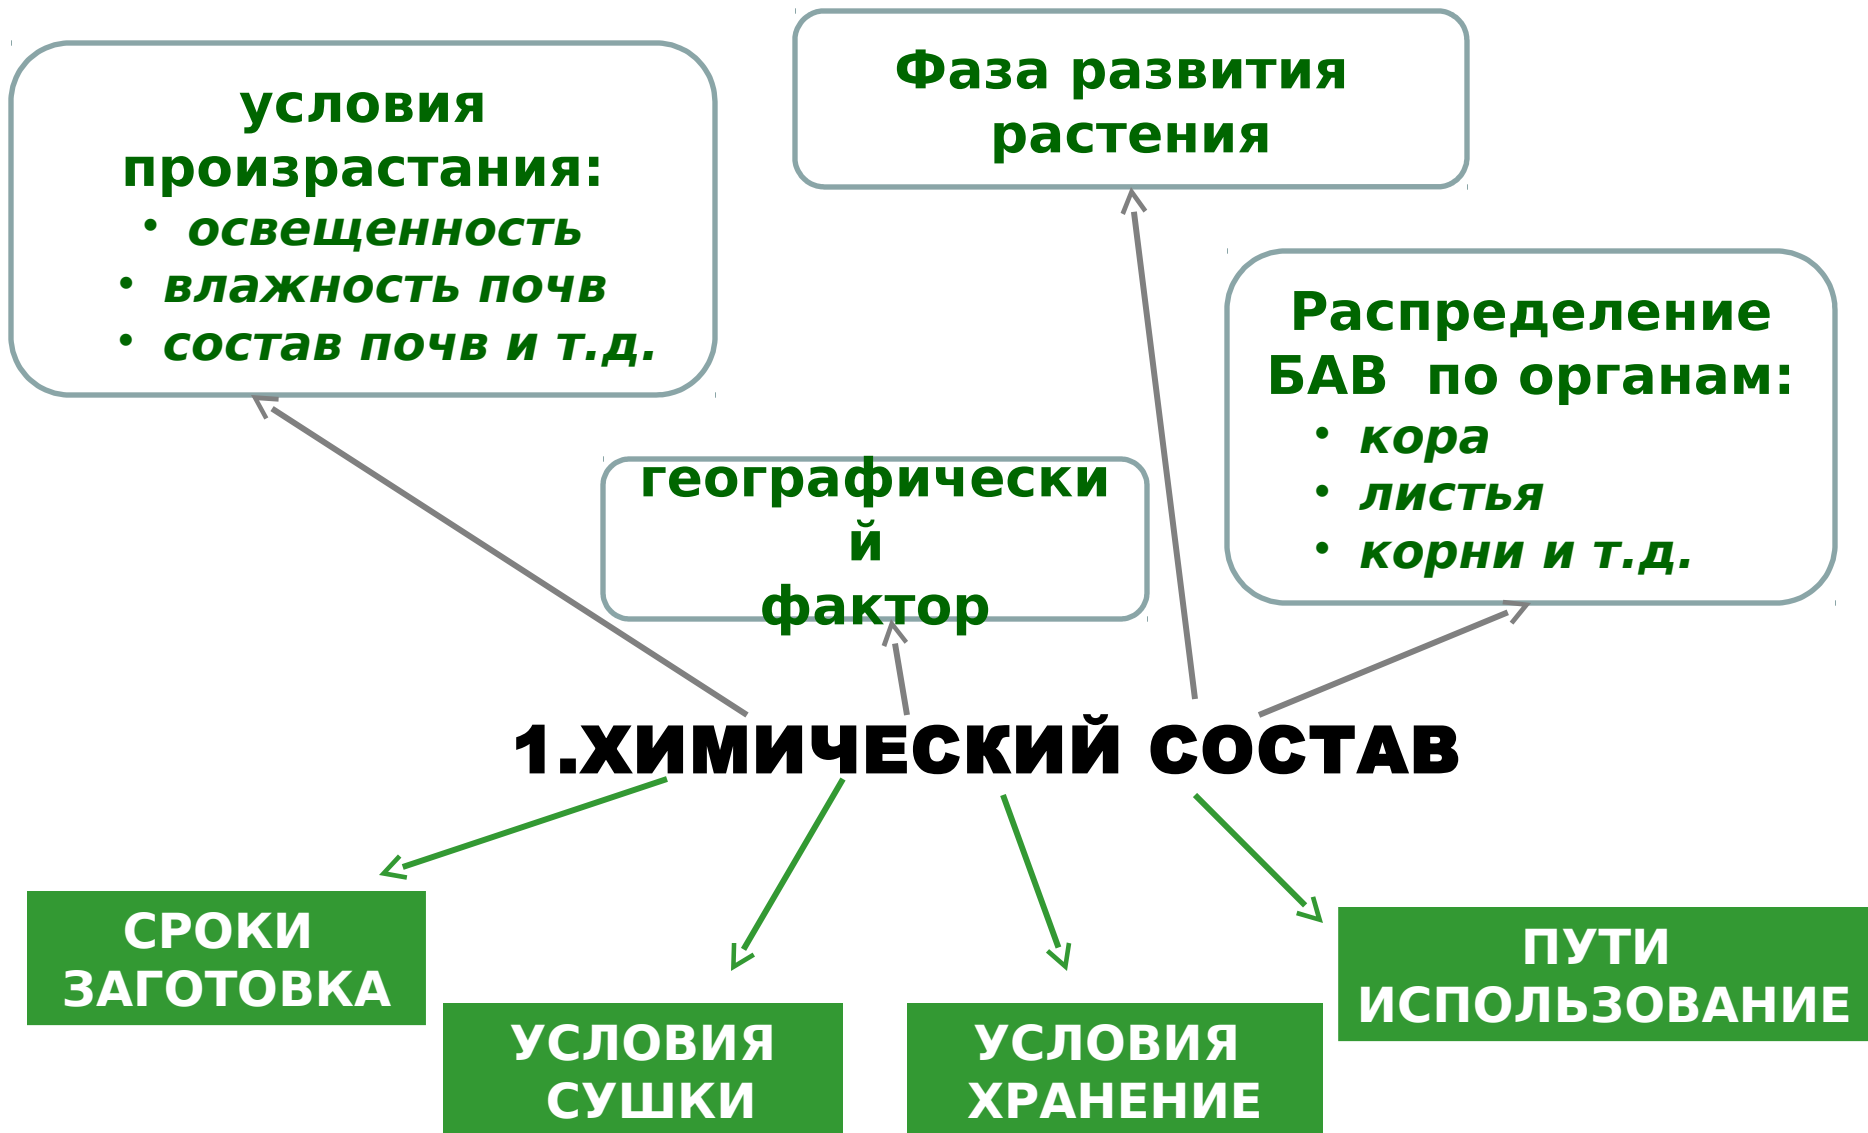 условия
произрастания:
• освещенность
• влажность почв
• состав почв и т.д.
Фаза развития
растения
Распределение
БАВ по органам:
• кора
• листья
• корни и т.д.
географически
й
фактор
1.ХИМИЧЕСКИЙ СОСТАВ
СРОКИ
ЗАГОТОВКА
УСЛОВИЯ
СУШКИ
УСЛОВИЯ
ХРАНЕНИЕ
ПУТИ
ИСПОЛЬЗОВАНИЕ